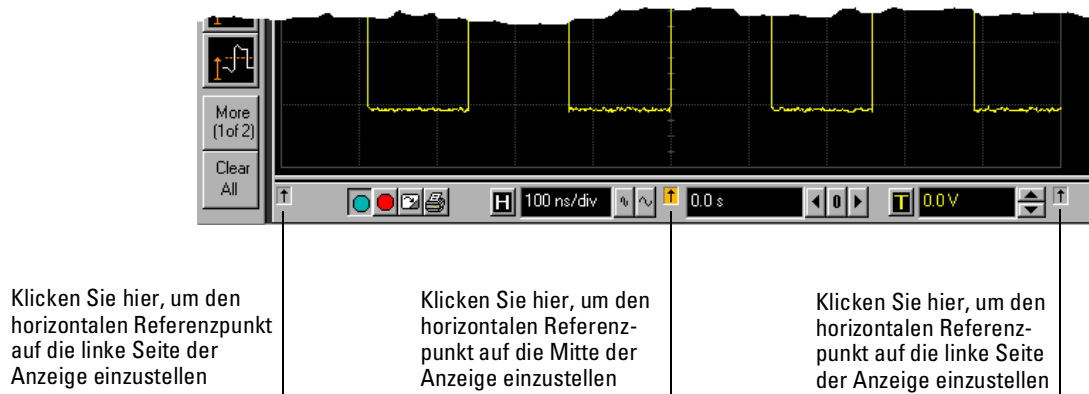 More
(1of 2)
Clear
All
H 100 ns/div 0.0 s 0 T 0.0 V
Klicken Sie hier, um den
horizontalen Referenzpunkt
auf die linke Seite der
Anzeige einzustellen
Klicken Sie hier, um den
horizontalen Referenz-
punkt auf die Mitte der
Anzeige einzustellen
Klicken Sie hier, um den
horizontalen Referenz-
punkt auf die linke Seite
der Anzeige einzustellen